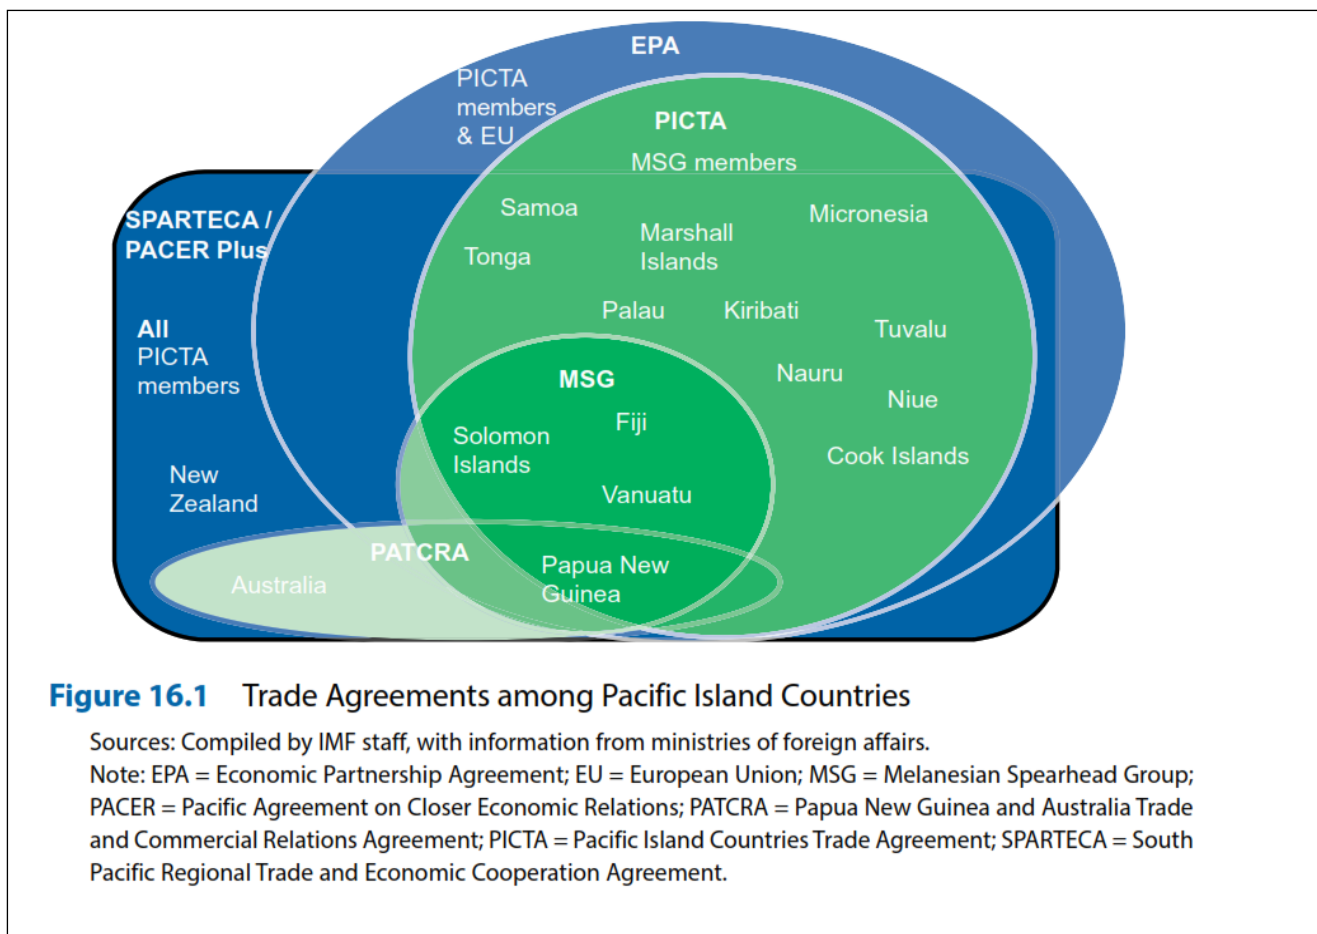 EPA
PICTA
members
& EU
PICTA
MSG members
SPARTECA /
PACER Plus
All
PICTA
members
New
Zealand
Samoa
Micronesia
Marshall
Islands
Tonga
Palau
Kiribati
Tuvalu
Nauru
Niue
Cook Islands
MSG
Fiji
Solomon
Islands
Vanuatu
PATCRA
Papua New
Guinea
Australia
Figure 16.1 Trade Agreements among Pacific Island Countries
Sources: Compiled by IMF staff, with information from ministries of foreign affairs.
Note: EPA = Economic Partnership Agreement; EU = European Union; MSG = Melanesian Spearhead Group;
PACER = Pacific Agreement on Closer Economic Relations; PATCRA = Papua New Guinea and Australia Trade
and Commercial Relations Agreement; PICTA = Pacific Island Countries Trade Agreement; SPARTECA = South
Pacific Regional Trade and Economic Cooperation Agreement.